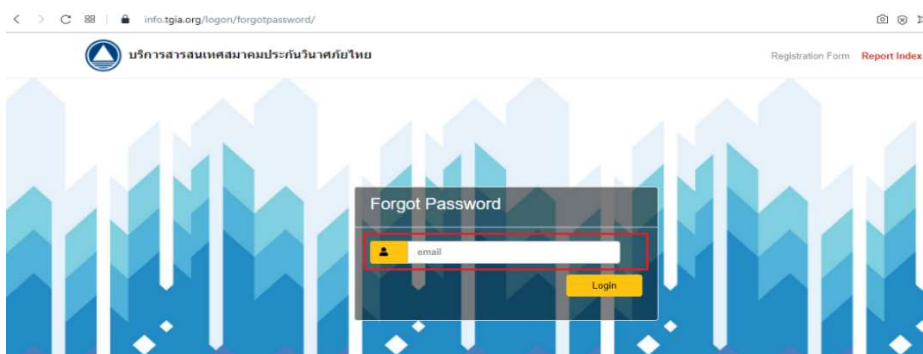 info.tgia.org/logon/forgotpassword/
บริการสารสนเทศสมาคมประกันวินาศภัยไทย
Registration Form Report Index
Forgot Password
email
Login